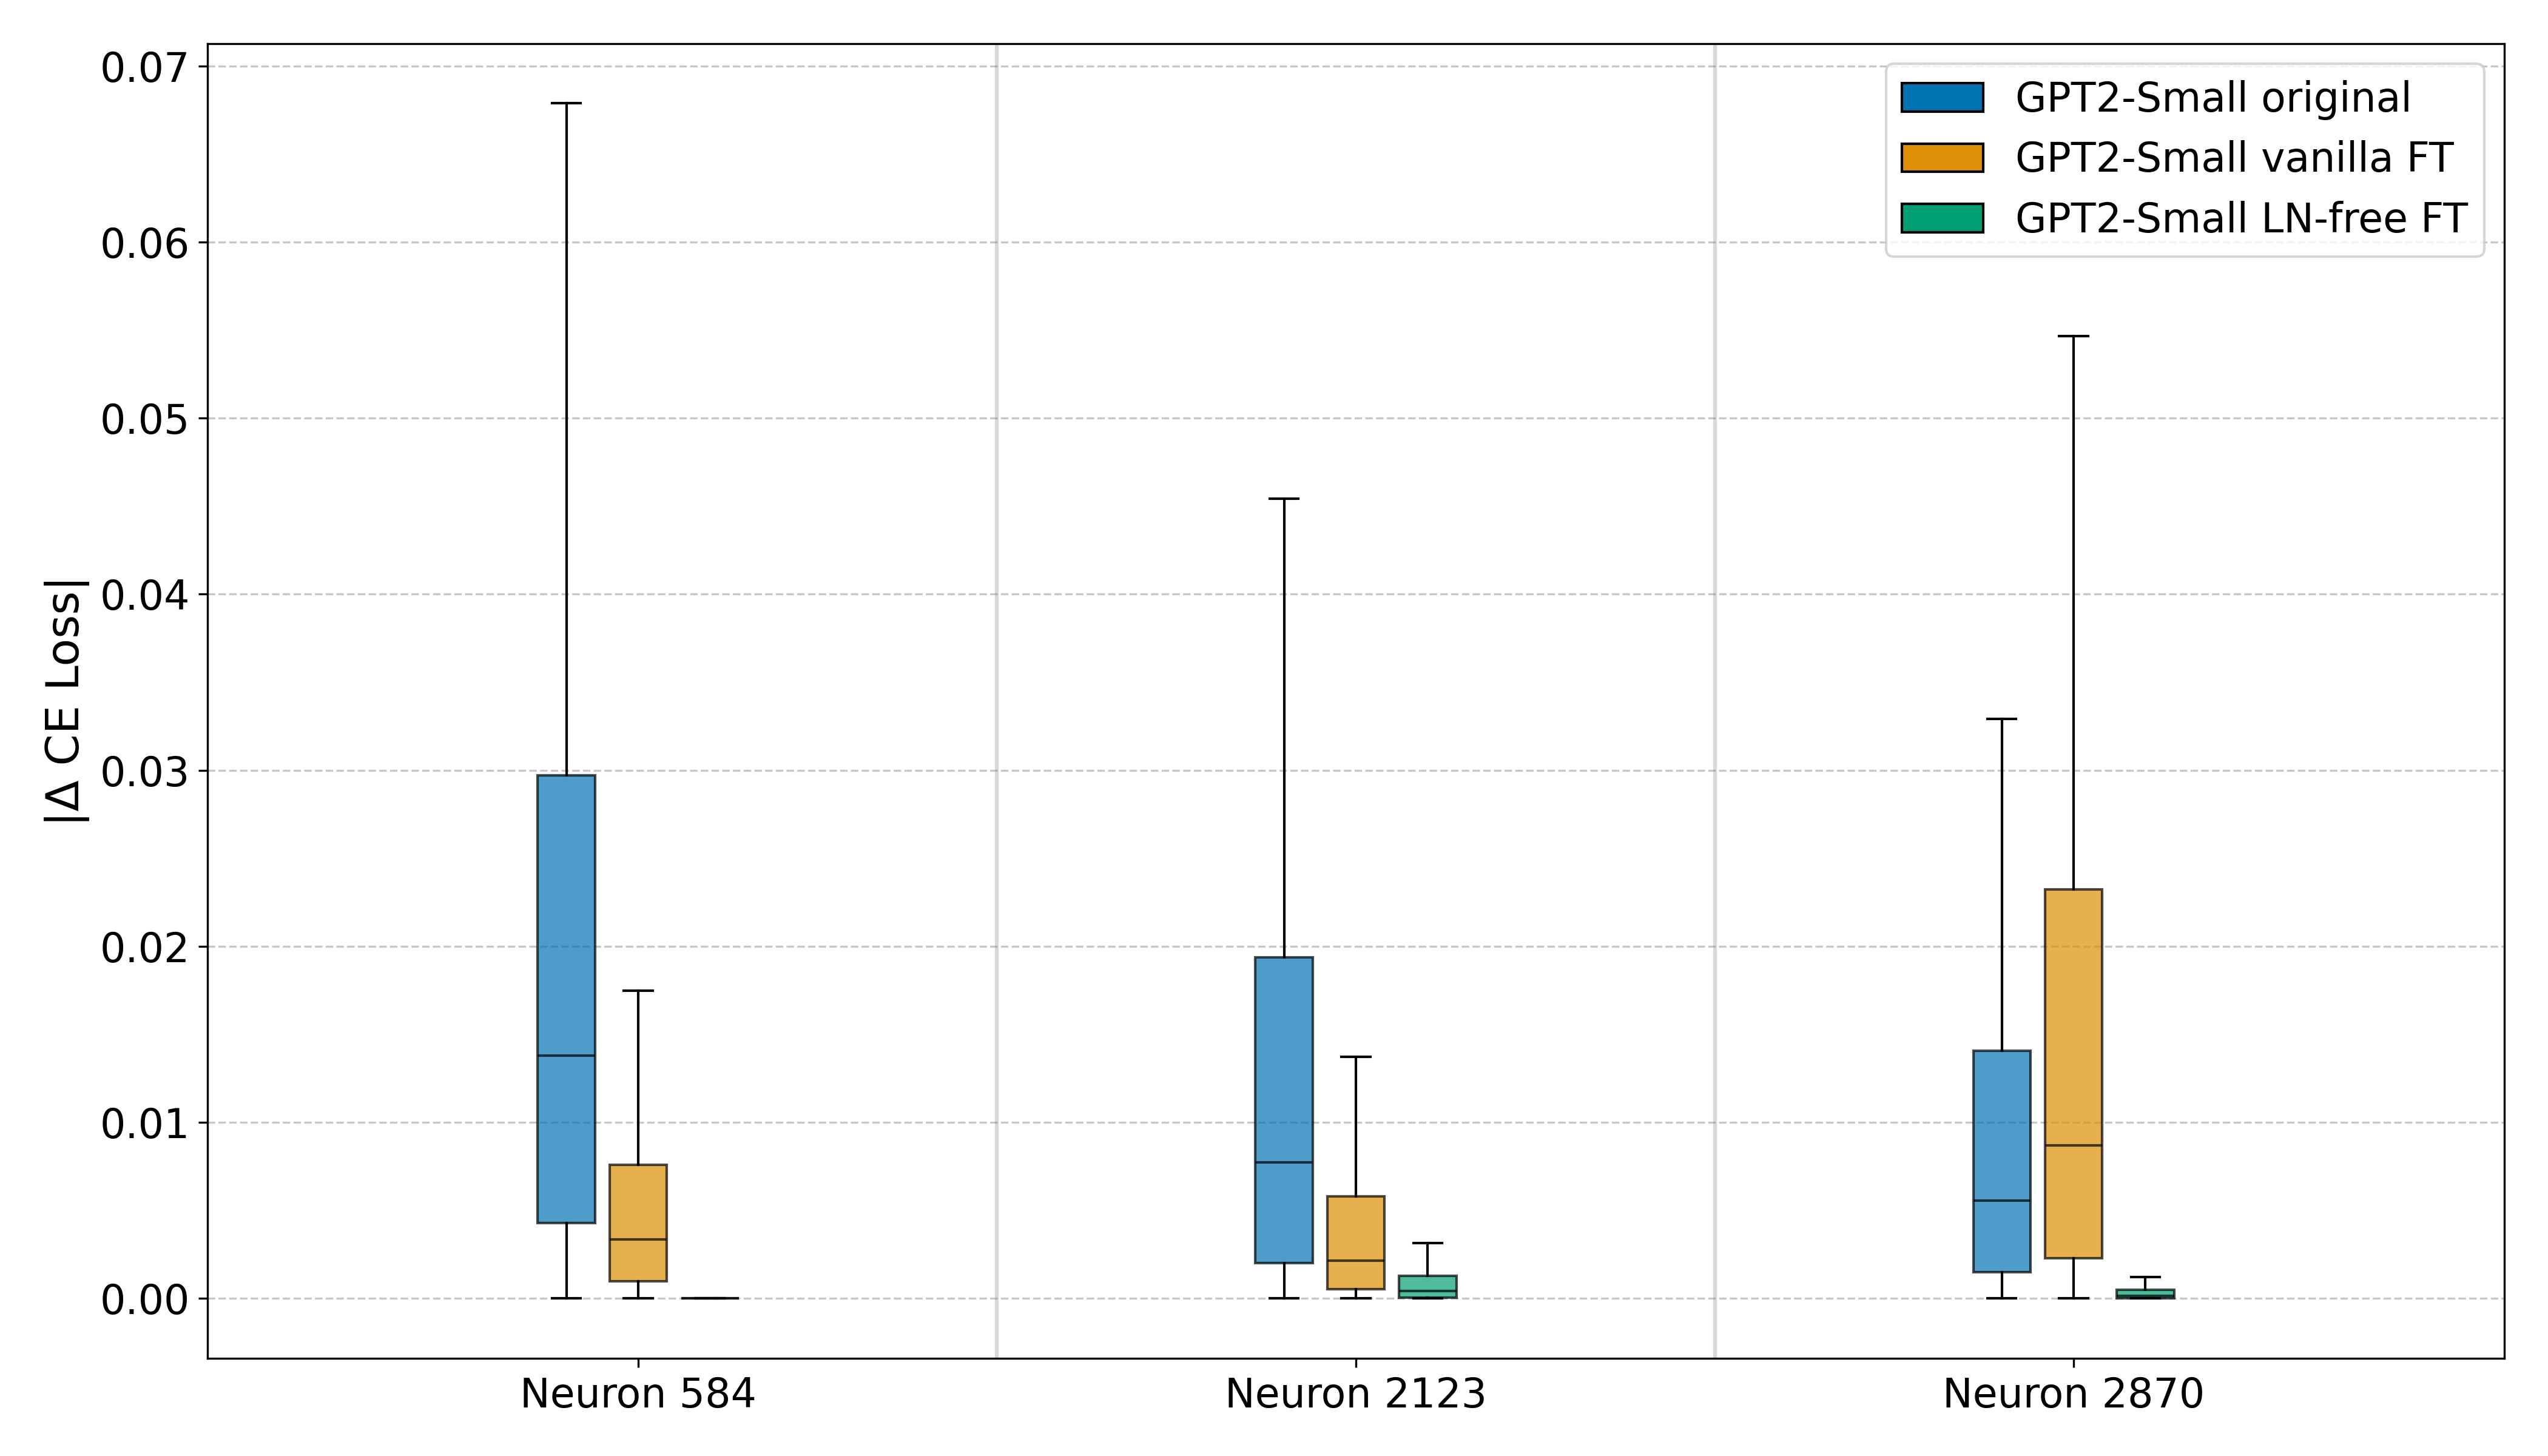 GPT2-Small original
GPT2-Small vanilla FT
GPT2-Small LN-free FT
|Δ CE Loss|
0.07
0.06
0.05
0.04
0.03
0.02
0.01
0.00
Neuron 584
Neuron 2123
Neuron 2870